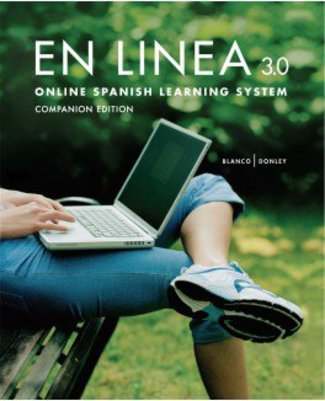 EN LINEA 3.0
ONLINE SPANISH LEARNING SYSTEM
COMPANION EDITION
BLANCO | DONLEY